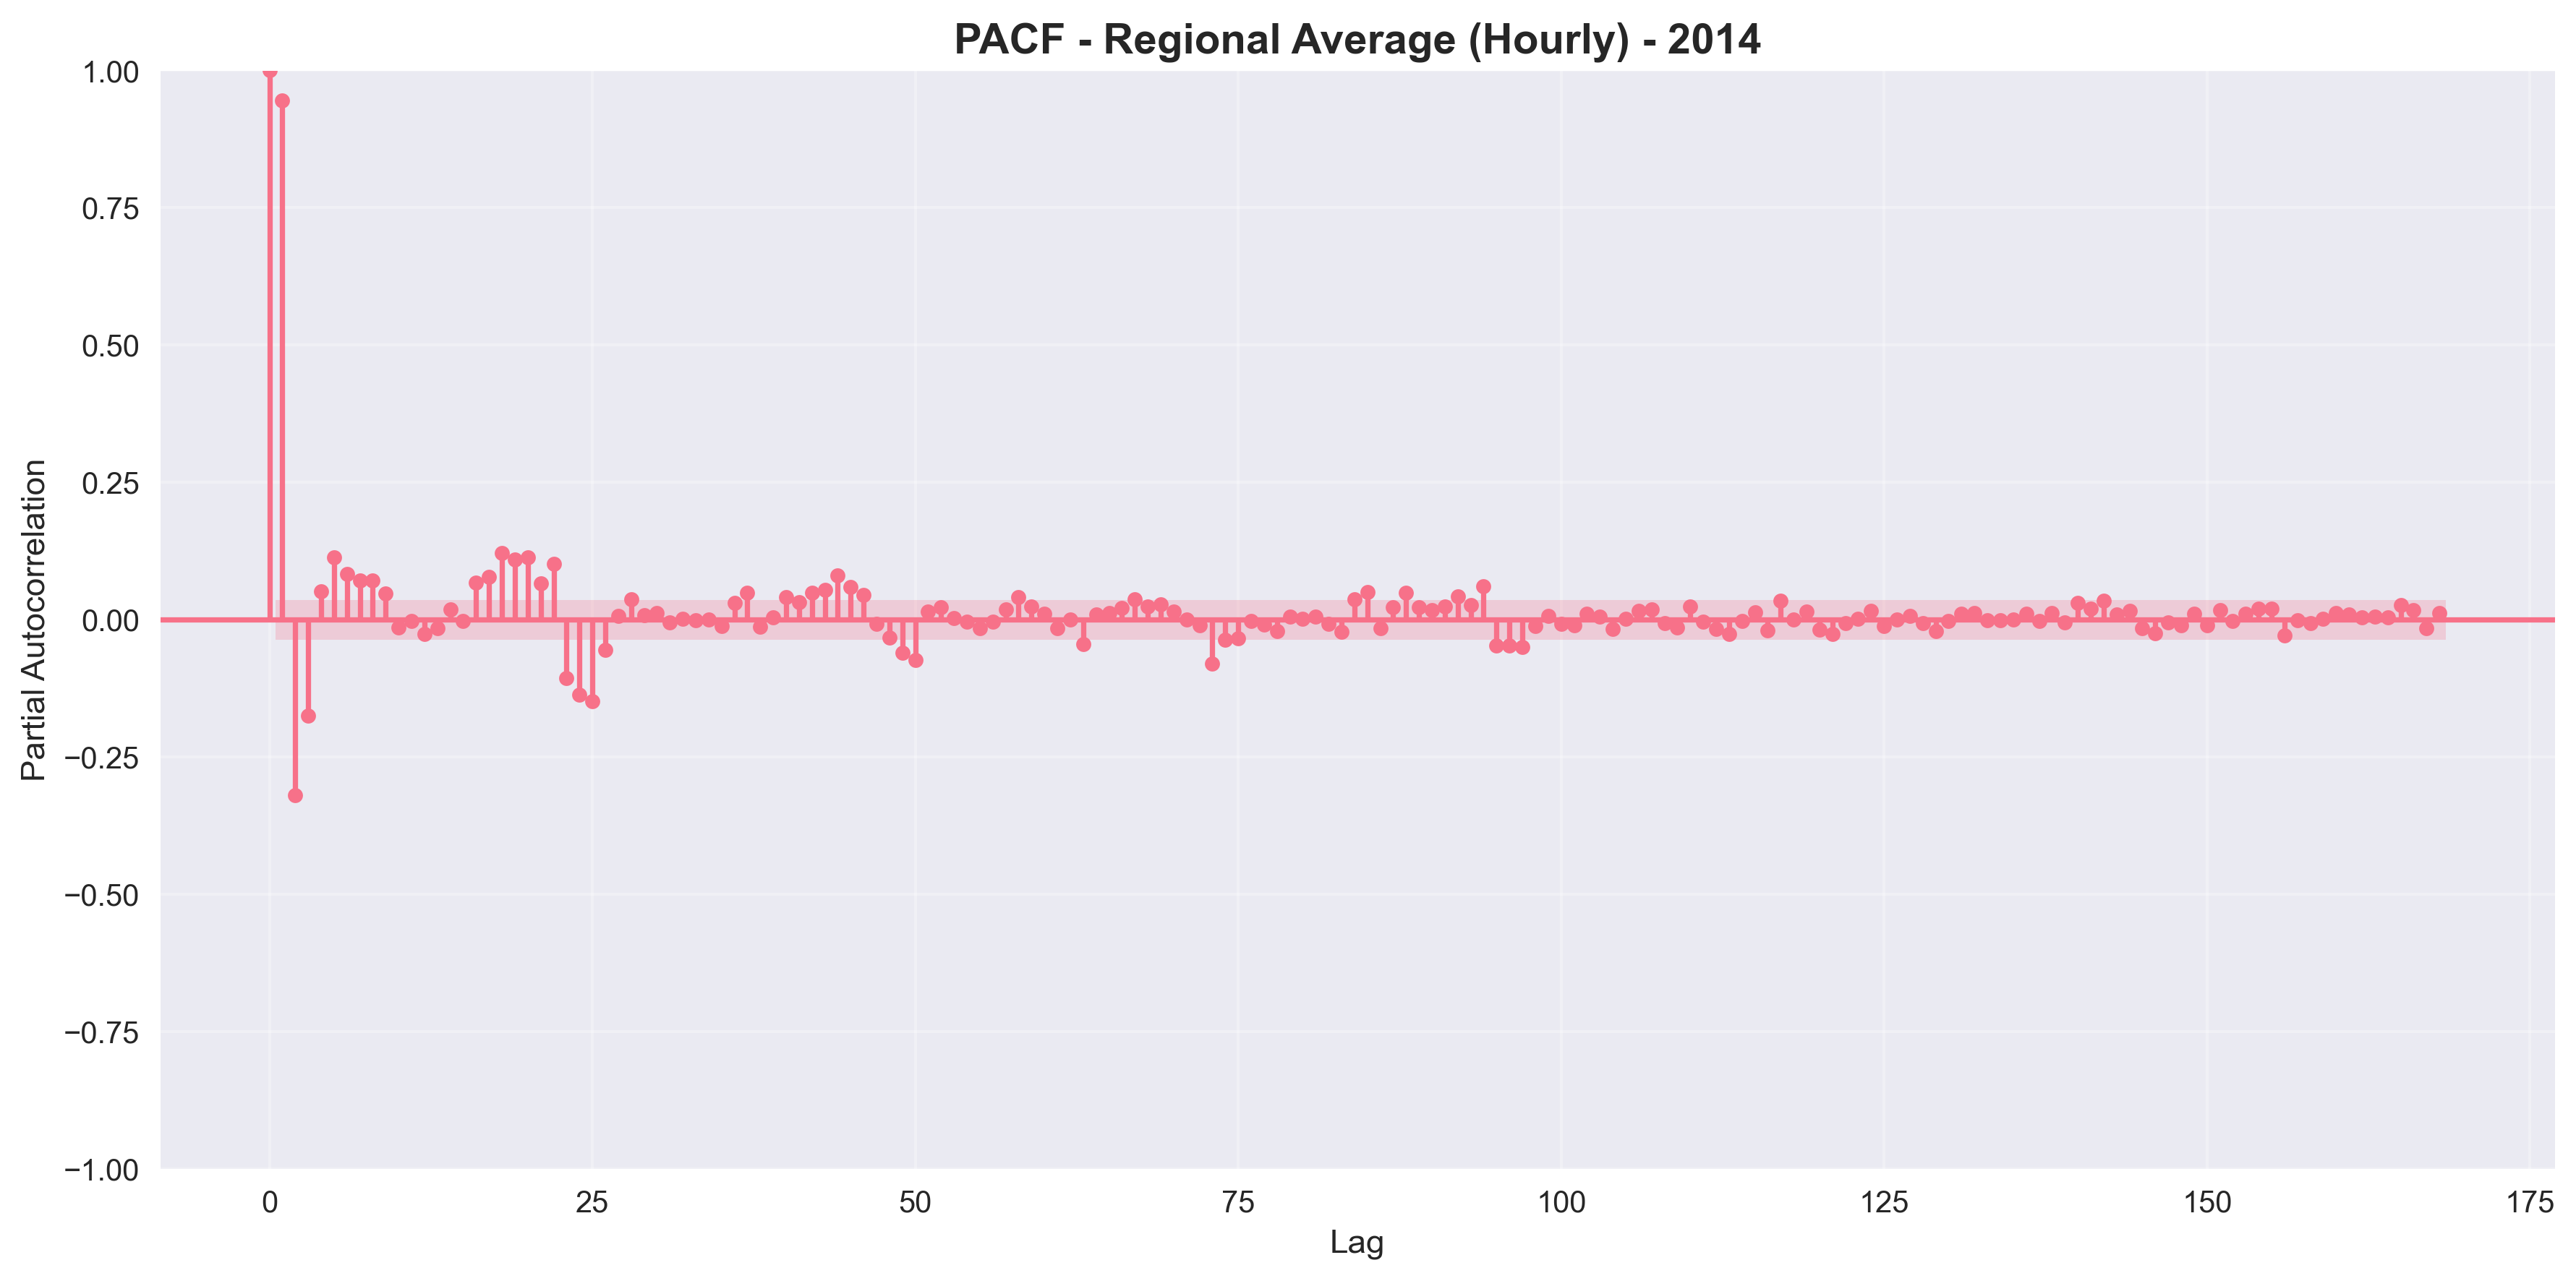 PACF - Regional Average (Hourly) - 2014
Partial Autocorrelation
1.00
0.75
0.50
0.25
0.00
−0.25
−0.50
−0.75
−1.00
0 25 50 75 100 125 150 175
Lag